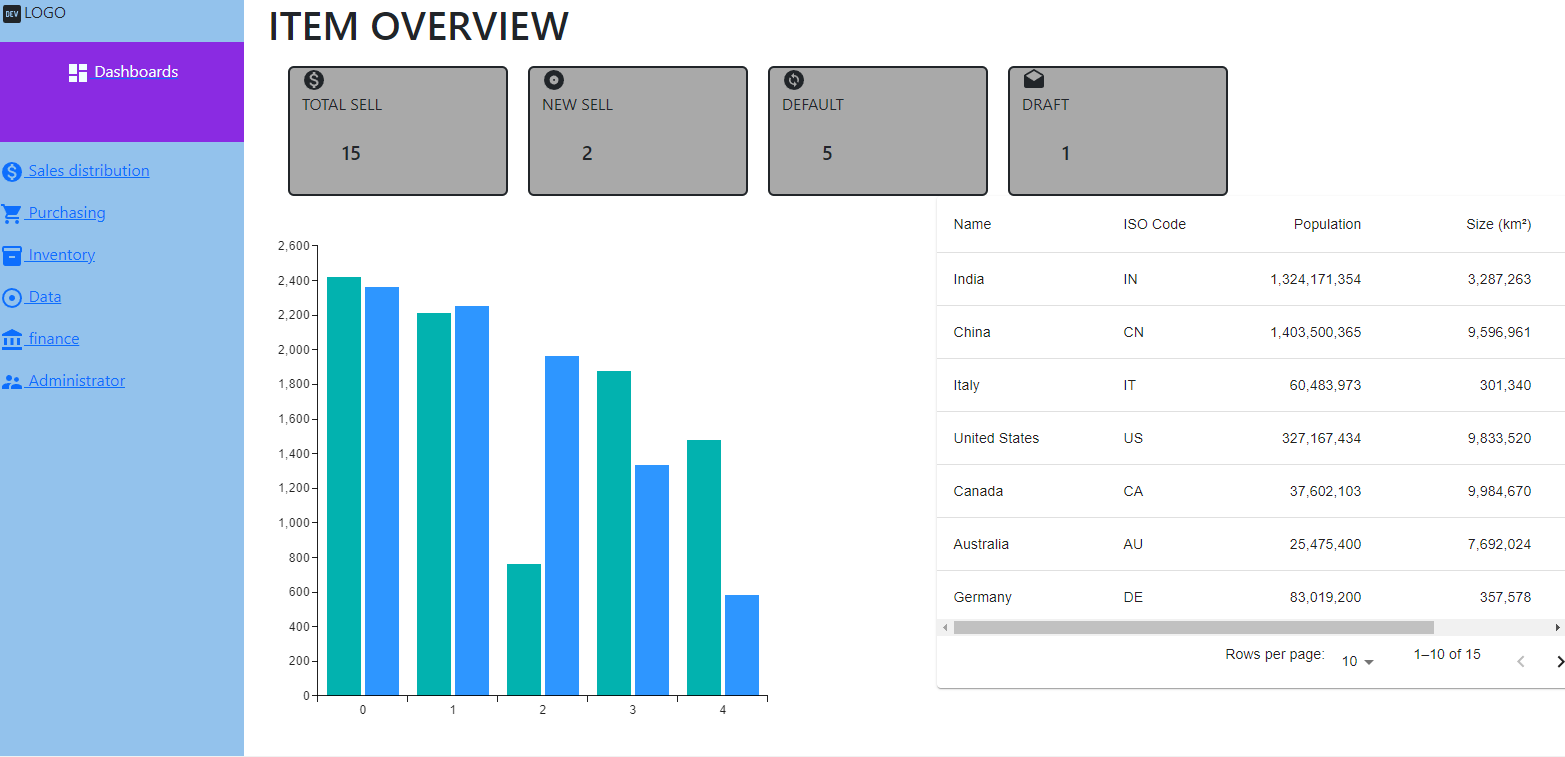 DEV LOGO
Dashboards
Sales distribution
Purchasing
Inventory
Data
finance
Administrator
ITEM OVERVIEW
TOTAL SELL
15
NEW SELL
2
DEFAULT
5
DRAFT
1
2,600
2,400
2,200
2,000
1,800
1,600
1,400
1,200
1,000
800
600
400
200
0
0 1 2 3 4
Name ISO Code Population Size (km²)
India IN 1,324,171,354 3,287,263
China CN 1,403,500,365 9,596,961
Italy IT 60,483,973 301,340
United States US 327,167,434 9,833,520
Canada CA 37,602,103 9,984,670
Australia AU 25,475,400 7,692,024
Germany DE 83,019,200 357,578
Rows per page: 10 1–10 of 15